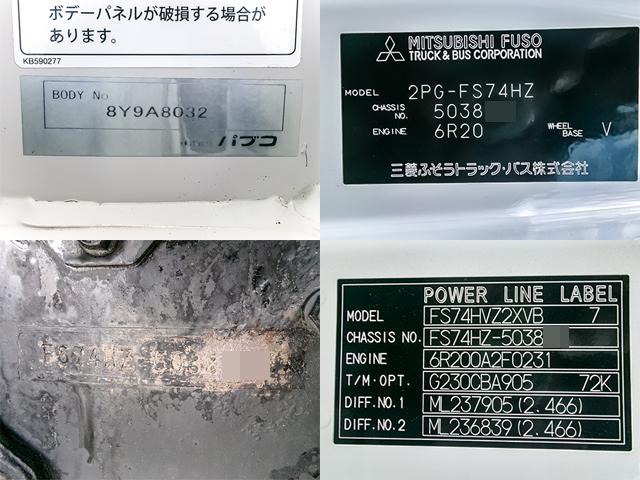 ボデーパネルが破損する場合が
あります。
KB590277
BODY No
8Y9A8032
パブコ
MITSUBISHI FUSO
TRUCK & BUS CORPORATION
MODEL 2PG-FS74HZ
CHASSIS NO. 5038
ENGINE 6R20 WHEEL BASE V
三菱ふそうトラック・バス株式会社
FS74HZ-503
POWER LINE LABEL
MODEL FS74HVZ2XVB 7
CHASSIS NO. FS74HZ-5038
ENGINE 6R200A2F0231
T/M·OPT. G230CBA905 72K
DIFF.NO.1 ML237905(2.466)
DIFF.NO.2 ML236839(2.466)